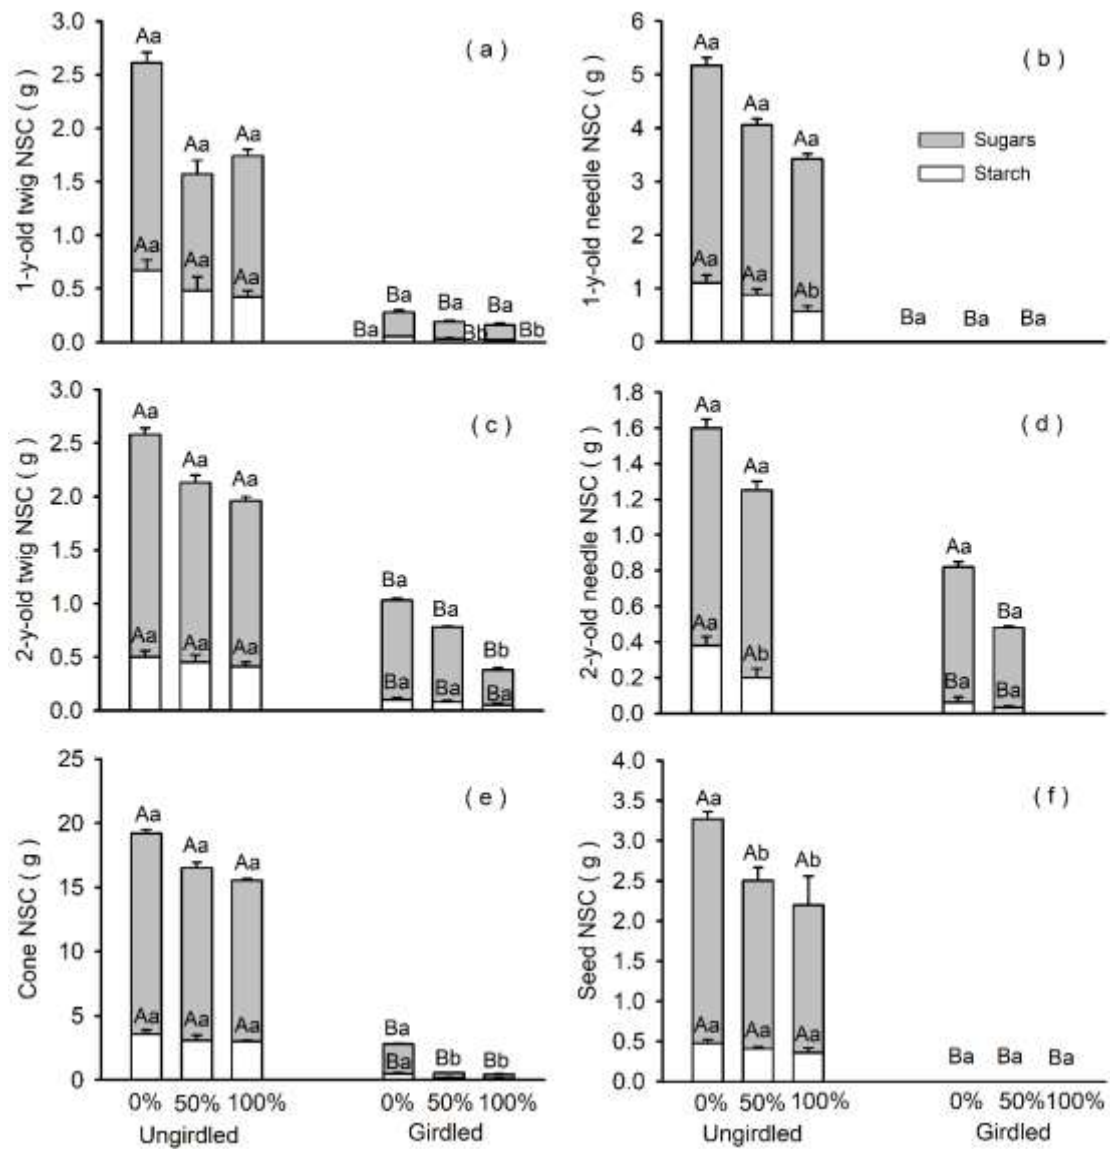 3.0
2.5
2.0
1.5
1.0
0.5
0.0
1-y-old twig NSC ( g )
( a )
Aa
Aa
Aa
Aa
Aa
Aa
Ba
Ba
Ba
Ba
Bb
Bb
6
5
4
3
2
1
0
1-y-old needle NSC ( g )
( b )
Sugars
Starch
Aa
Aa
Aa
Aa
Aa
Ab
Ba
Ba
Ba
3.0
2.5
2.0
1.5
1.0
0.5
0.0
2-y-old twig NSC ( g )
( c )
Aa
Aa
Aa
Aa
Aa
Aa
Ba
Ba
Bb
Ba
Ba
Ba
1.8
1.6
1.4
1.2
1.0
0.8
0.6
0.4
0.2
0.0
2-y-old needle NSC ( g )
( d )
Aa
Aa
Aa
Ab
Aa
Ba
Ba
Ba
25
20
15
10
5
0
Cone NSC ( g )
( e )
Aa
Aa
Aa
Aa
Aa
Aa
Ba
Bb
Bb
Ba
0% 50% 100% 0% 50% 100%
Ungirdled Girdled
4.0
3.5
3.0
2.5
2.0
1.5
1.0
0.5
0.0
Seed NSC ( g )
( f )
Aa
Ab
Ab
Aa
Aa
Aa
Ba
Ba
Ba
0% 50% 100% 0% 50% 100%
Ungirdled Girdled